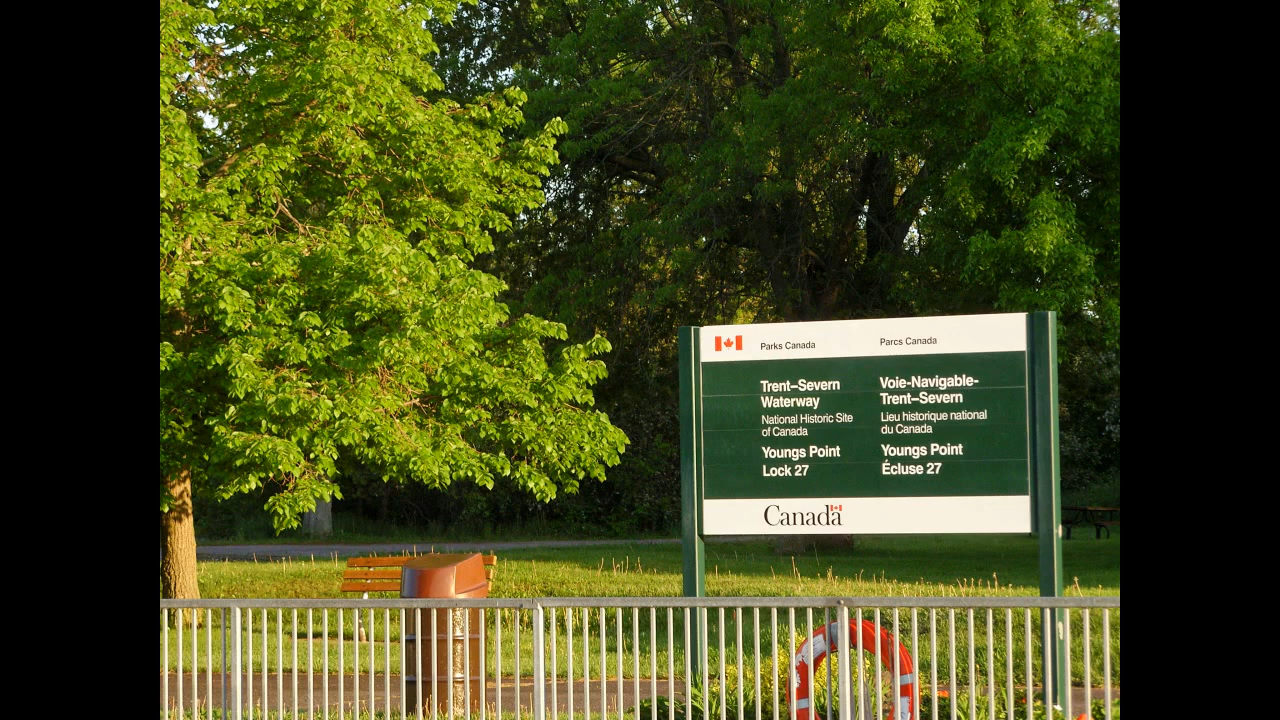 Parks Canada
Parcs Canada
Trent–Severn
Waterway
National Historic Site
of Canada
Youngs Point
Lock 27
Voie-Navigable-
Trent–Severn
Lieu historique national
du Canada
Youngs Point
Écluse 27
Canada